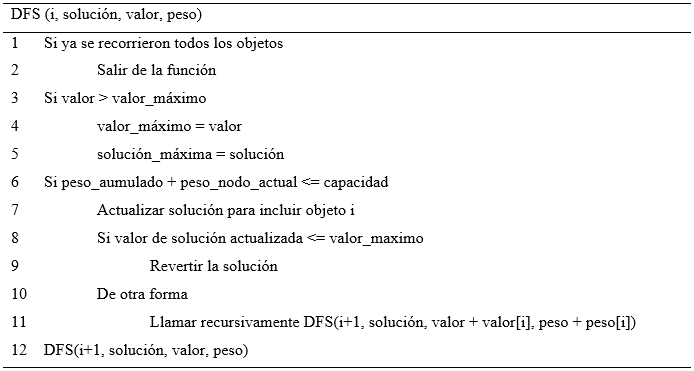 DFS (i, solución, valor, peso)
1 Si ya se recorrieron todos los objetos
2 Salir de la función
3 Si valor > valor_máximo
4 valor_máximo = valor
5 solución_máxima = solución
6 Si peso_aumulado + peso_nodo_actual <= capacidad
7 Actualizar solución para incluir objeto i
8 Si valor de solución actualizada <= valor_maximo
9 Revertir la solución
10 De otra forma
11 Llamar recursivamente DFS(i+1, solución, valor + valor[i], peso + peso[i])
12 DFS(i+1, solución, valor, peso)